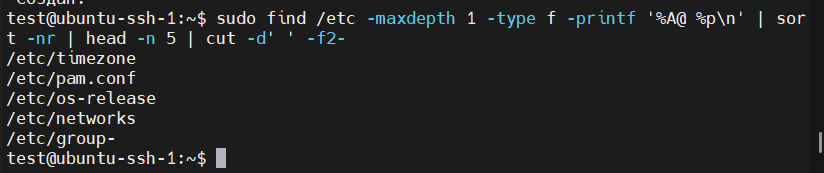 создан.
test@ubuntu-ssh-1:~$ sudo find /etc -maxdepth 1 -type f -printf '%A@ %p\n' | sor
t -nr | head -n 5 | cut -d' ' -f2-
/etc/timezone
/etc/pam.conf
/etc/os-release
/etc/networks
/etc/group-
test@ubuntu-ssh-1:~$